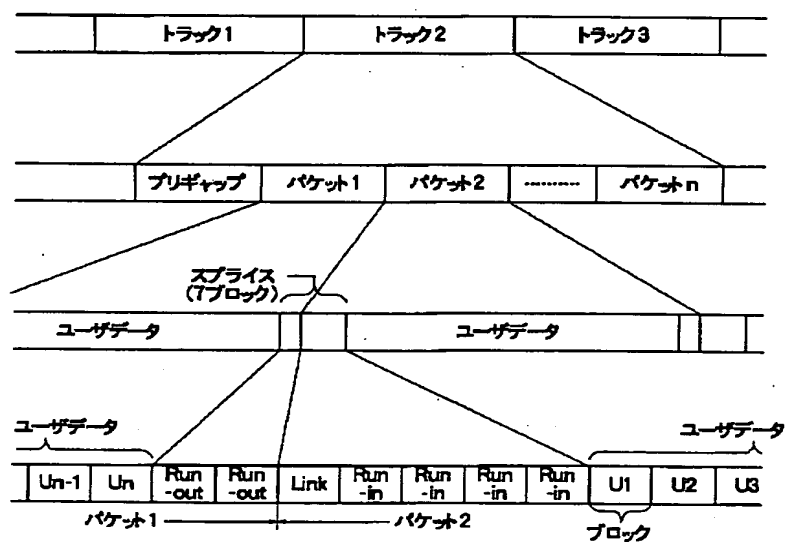 トラック1 トラック2 トラック3
プリギャップ パケット1 パケット2 ---------- パケットn
スプライス
(7ブロック)
ユーザデータ ユーザデータ
ユーザデータ ユーザデータ
Un-1 Un Run-out Run-out Link Run-in Run-in Run-in Run-in U1 U2 U3
パケット1 パケット2
ブロック